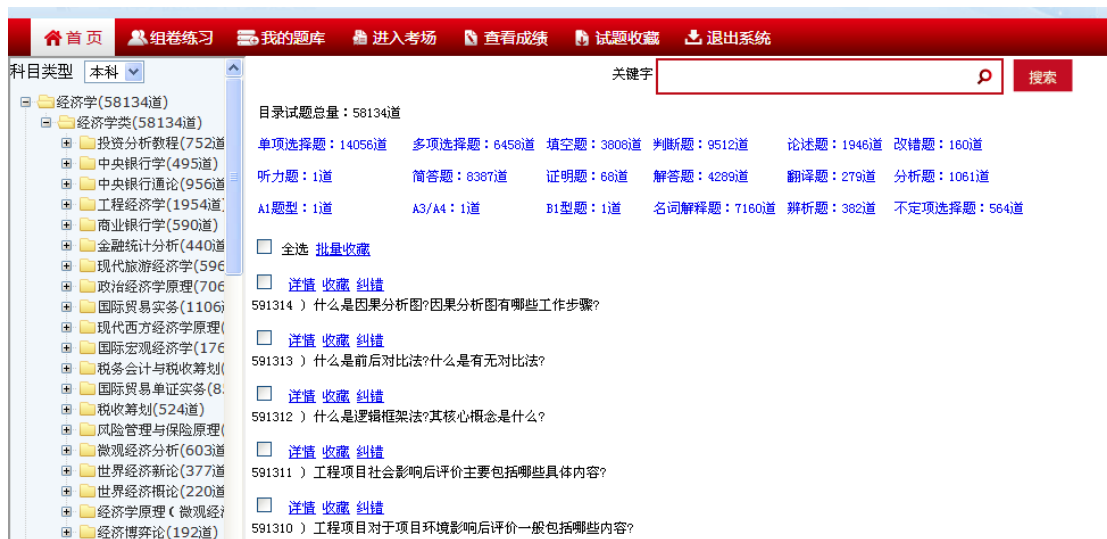 首 页 组卷练习 我的题库 进入考场 查看成绩 试题收藏 退出系统
科目类型 本科
关键字 搜索
经济学(58134道)
经济学类(58134道)
投资分析教程(752道
中央银行学(495道)
中央银行通论(956道
工程经济学(1954道
商业银行学(590道)
金融统计分析(440道
现代旅游经济学(596
政治经济学原理(706
国际贸易实务(1106道
现代西方经济学原理(
国际宏观经济学(176
税务会计与税收筹划(
国际贸易单证实务(8
税收筹划(524道)
风险管理与保险原理(
微观经济分析(603道
世界经济新论(377道
世界经济概论(220道
经济学原理(微观经济
经济博弈论(192道)
目录试题总量：58134道
单项选择题：14056道 多项选择题：6458道 填空题：3808道 判断题：9512道 论述题：1946道 改错题：160道
听力题：1道 简答题：8387道 证明题：68道 解答题：4289道 翻译题：279道 分析题：1061道
A1题型：1道 A3/A4：1道 B1型题：1道 名词解释题：7160道 辨析题：382道 不定项选择题：564道
全选 批量收藏
详情 收藏 纠错
591314 ) 什么是因果分析图?因果分析图有哪些工作步骤?
详情 收藏 纠错
591313 ) 什么是前后对比法?什么是有无对比法?
详情 收藏 纠错
591312 ) 什么是逻辑框架法?其核心概念是什么?
详情 收藏 纠错
591311 ) 工程项目社会影响后评价主要包括哪些具体内容?
详情 收藏 纠错
591310 ) 工程项目对于项目环境影响后评价一般包括哪些内容?